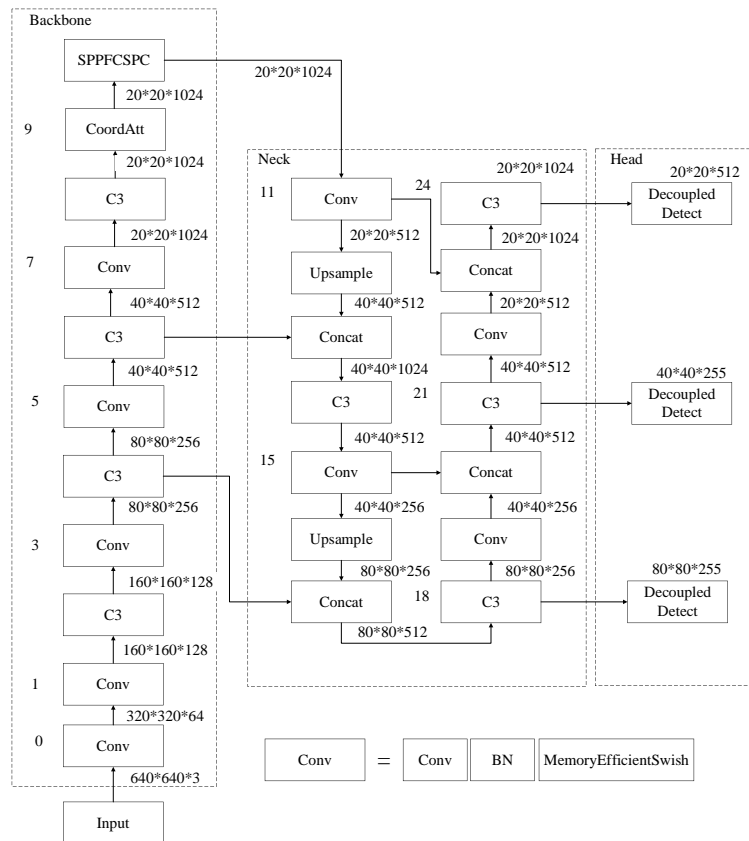 Backbone
SPPFCSPC
20*20*1024
20*20*1024
9
CoordAtt
20*20*1024
C3
20*20*1024
7
Conv
40*40*512
C3
40*40*512
5
Conv
80*80*256
C3
80*80*256
3
Conv
160*160*128
C3
160*160*128
1
Conv
320*320*64
0
Conv
640*640*3
Input
Neck
11
Conv
20*20*512
Upsample
40*40*512
Concat
40*40*1024
C3
40*40*512
15
Conv
40*40*256
Upsample
80*80*256
Concat
80*80*512
20*20*1024
24
C3
20*20*1024
Concat
20*20*512
Conv
40*40*512
21
C3
40*40*512
Concat
40*40*256
Conv
80*80*256
18
C3
Head
20*20*512
Decoupled
Detect
40*40*255
Decoupled
Detect
80*80*255
Decoupled
Detect
Conv
=
Conv
BN
MemoryEfficientSwish